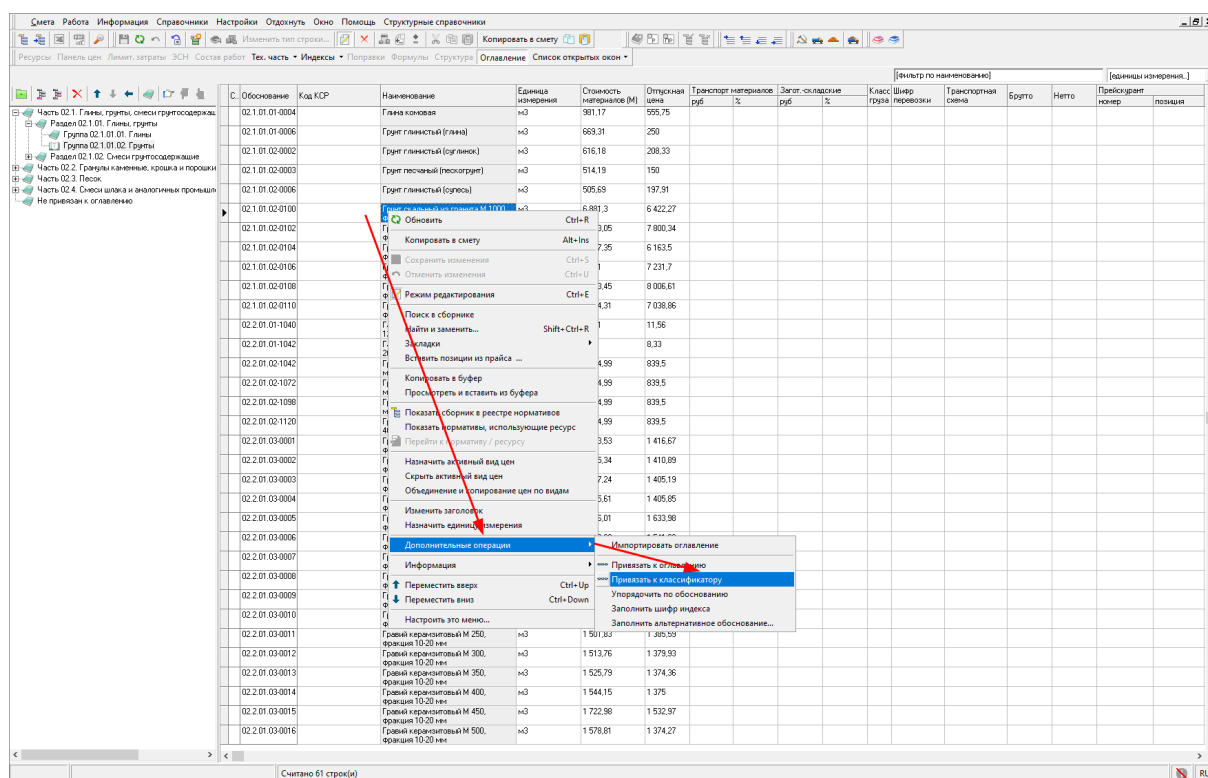 Смета Работа Информация Справочники Настройки Отдохнуть Окно Помощь Структурные справочники
Изменить тип строки... Копировать в смету
Ресурсы Панель цен Лимит. затраты ЭСН Состав работ Тех. часть Индексы Поправки Формулы Структура Оглавление Список открытых окон
[фильтр по наименованию] [единицы измерения...]
С.. Обоснование Код КСР Наименование Единица измерения Стоимость материалов (М) Отпускная цена Транспорт материалов Загот.-складские Класс груза Шифр перевозки Транспортная схема Брутто Нетто Прейскурант
руб % руб % номер позиция
Часть 02.1. Глины, грунты, смеси грунтосодержащ
Раздел 02.1.01. Глины, грунты
Группа 02.1.01.01. Глины
Группа 02.1.01.02. Грунты
Раздел 02.1.02. Смеси грунтосодержащие
Часть 02.2. Гранулы каменные, крошка и порошки
Часть 02.3. Песок
Часть 02.4. Смеси шлака и аналогичных промышл
Не привязан к оглавлению
02.1.01.01-0004 Глина комовая м3 981,17 555,75
02.1.01.01-0006 Грунт глинистый (глина) м3 669,31 250
02.1.01.02-0002 Грунт глинистый (суглинок) м3 616,18 208,33
02.1.01.02-0003 Грунт песчаный (пескогрунт) м3 514,19 150
02.1.01.02-0006 Грунт глинистый (супесь) м3 505,69 197,91
02.1.01.02-0100 Грунт скальный из гранита М 1000, м3 6 881,3 6 422,27
02.1.01.02-0102 7 800,34
02.1.01.02-0104 6 163,5
02.1.01.02-0106 7 231,7
02.1.01.02-0108 8 006,61
02.1.01.02-0110 7 038,86
02.2.01.01-1040 11,56
02.2.01.01-1042 8,33
02.2.01.02-1042 839,5
02.2.01.02-1072 839,5
02.2.01.02-1098 839,5
02.2.01.02-1120 839,5
02.2.01.03-0001 1 416,67
02.2.01.03-0002 1 410,89
02.2.01.03-0003 1 405,19
02.2.01.03-0004 1 405,85
02.2.01.03-0005 1 633,98
02.2.01.03-0006
02.2.01.03-0007
02.2.01.03-0008
02.2.01.03-0009
02.2.01.03-0010
02.2.01.03-0011 Гравий керамзитовый М 250, фракция 10-20 мм м3 1 501,83 1 385,59
02.2.01.03-0012 Гравий керамзитовый М 300, фракция 10-20 мм м3 1 513,76 1 379,93
02.2.01.03-0013 Гравий керамзитовый М 350, фракция 10-20 мм м3 1 525,79 1 374,36
02.2.01.03-0014 Гравий керамзитовый М 400, фракция 10-20 мм м3 1 544,15 1 375
02.2.01.03-0015 Гравий керамзитовый М 450, фракция 10-20 мм м3 1 722,98 1 532,97
02.2.01.03-0016 Гравий керамзитовый М 500, фракция 10-20 мм м3 1 578,81 1 374,27
Обновить Ctrl+R
Копировать в смету Alt+Ins
Сохранить изменения Ctrl+S
Отменить изменения Ctrl+U
Режим редактирования Ctrl+E
Поиск в сборнике
Найти и заменить... Shift+Ctrl+R
Закладки
Вставить позиции из прайса ...
Копировать в буфер
Просмотреть и вставить из буфера
Показать сборник в реестре нормативов
Показать нормативы, использующие ресурс
Перейти к нормативу / ресурсу
Назначить активный вид цен
Скрыть активный вид цен
Объединение и копирование цен по видам
Изменить заголовок
Назначить единицу измерения
Дополнительные операции
Информация
Переместить вверх Ctrl+Up
Переместить вниз Ctrl+Down
Настроить это меню...
Импортировать оглавление
Привязать к оглавлению
Привязать к классификатору
Упорядочить по обоснованию
Заполнить шифр индекса
Заполнить альтернативное обоснование...
Считано 61 строк(и) RU